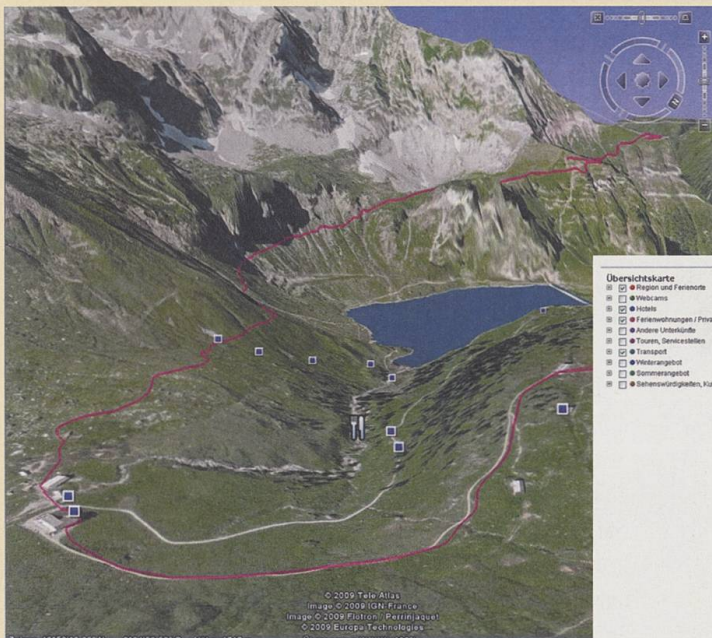 N
Übersichtskarte
Region und Ferienorte
Webcams
Hotels
Ferienwohnungen / Priva
Andere Unterkünfte
Touren, Servicestellen
Transport
Winterangebot
Sommerangebot
Sehenswürdigkeiten, Ku
© 2009 Tele Atlas
Image © 2009 IGN-France
Image © 2009 Flotron / Perrinjaquet
© 2009 Europa Technologies